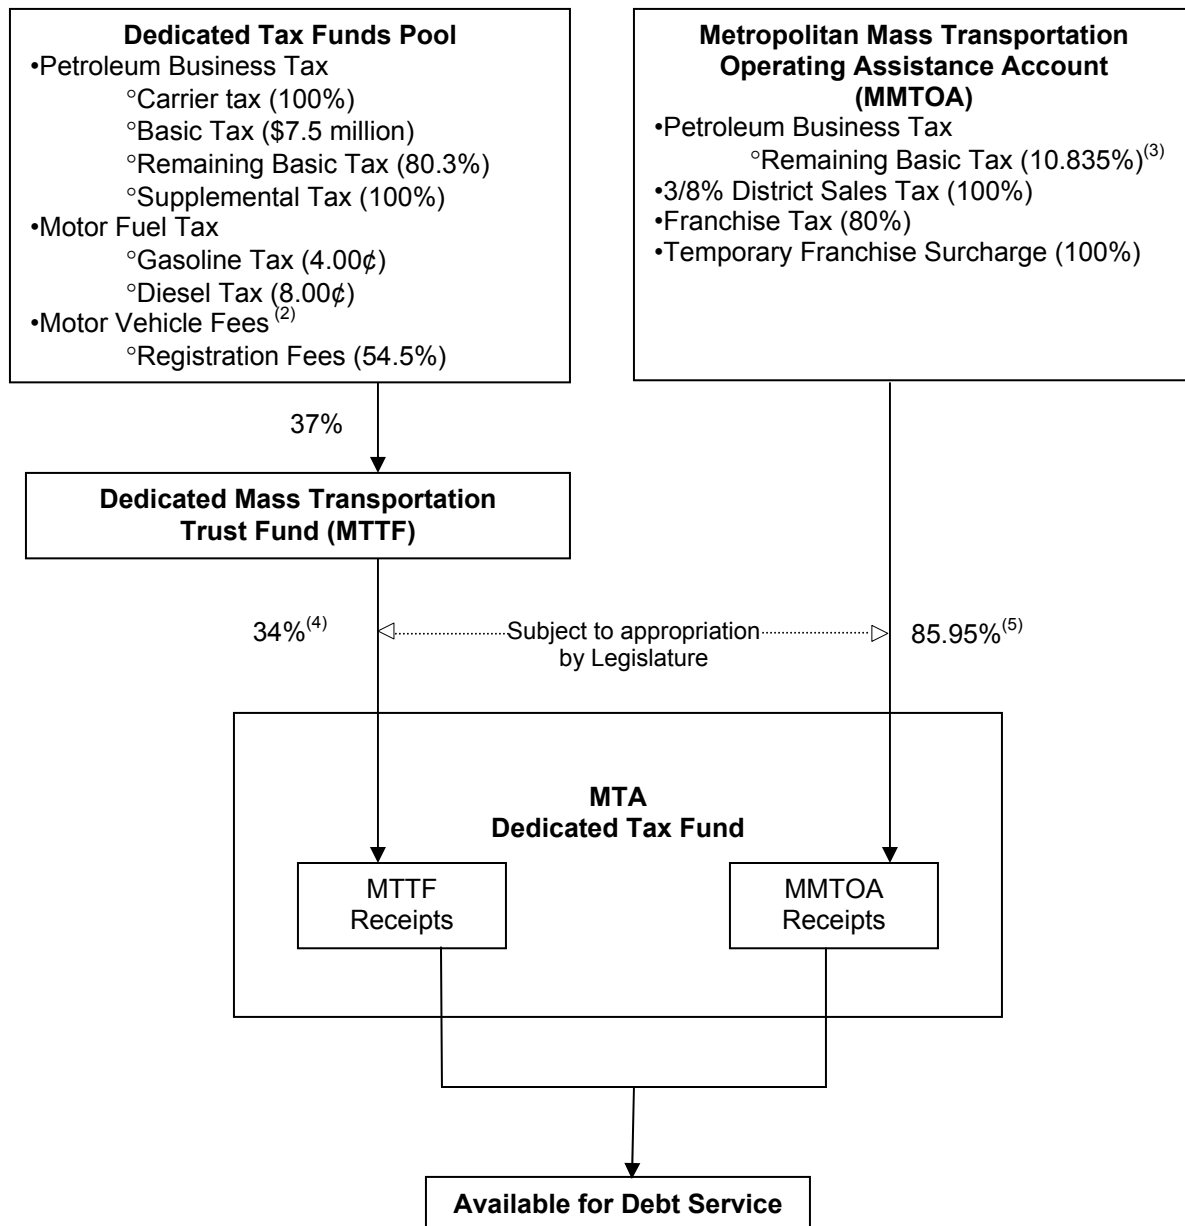 Dedicated Tax Funds Pool
•Petroleum Business Tax
°Carrier tax (100%)
°Basic Tax ($7.5 million)
°Remaining Basic Tax (80.3%)
°Supplemental Tax (100%)
•Motor Fuel Tax
°Gasoline Tax (4.00¢)
°Diesel Tax (8.00¢)
•Motor Vehicle Fees (2)
°Registration Fees (54.5%)
Metropolitan Mass Transportation
Operating Assistance Account
(MMTOA)
•Petroleum Business Tax
°Remaining Basic Tax (10.835%)(3)
•3/8% District Sales Tax (100%)
•Franchise Tax (80%)
•Temporary Franchise Surcharge (100%)
37%
Dedicated Mass Transportation
Trust Fund (MTTF)
34%(4)
Subject to appropriation
by Legislature
85.95%(5)
MTA
Dedicated Tax Fund
MTTF
Receipts
MMTOA
Receipts
Available for Debt Service